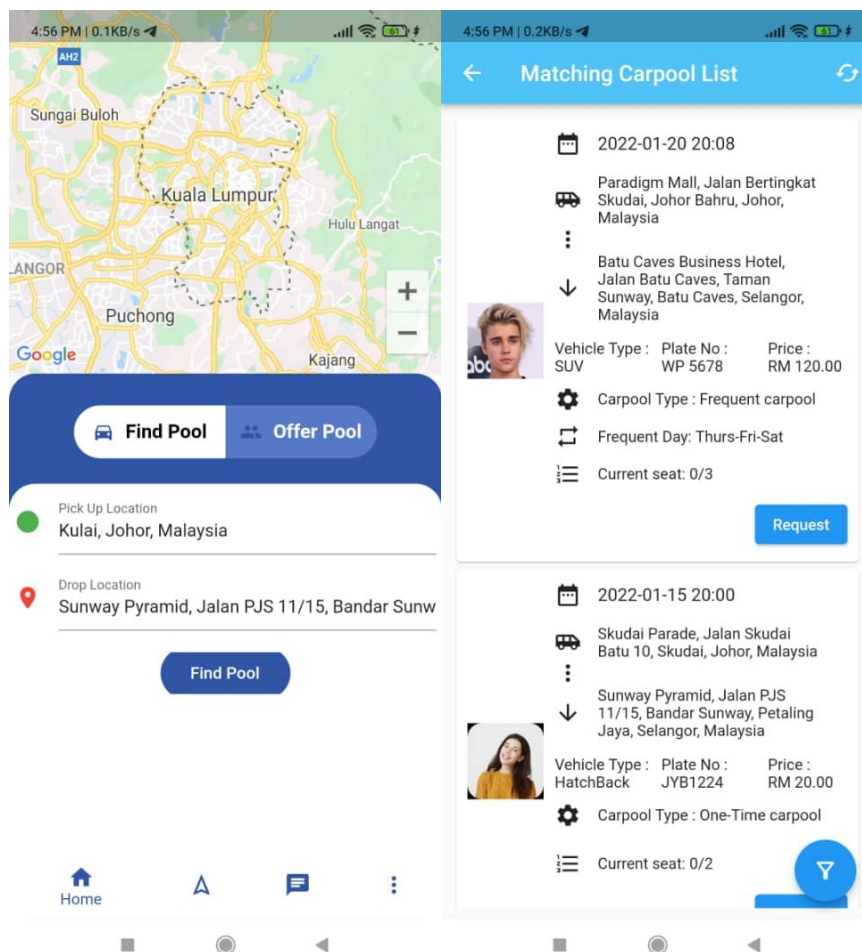 4:56 PM | 0.1KB/s
61
AH2
Sungai Buloh
Kuala Lumpur
Hulu Langat
LANGOR
+
Puchong
−
Google
Kajang
Find Pool
Offer Pool
Pick Up Location
Kulai, Johor, Malaysia
Drop Location
Sunway Pyramid, Jalan PJS 11/15, Bandar Sunw
Find Pool
Home
4:56 PM | 0.2KB/s
61
Matching Carpool List
2022-01-20 20:08
Paradigm Mall, Jalan Bertingkat
Skudai, Johor Bahru, Johor,
Malaysia
Batu Caves Business Hotel,
Jalan Batu Caves, Taman
Sunway, Batu Caves, Selangor,
Malaysia
abc
Vehicle Type : Plate No : Price :
SUV WP 5678 RM 120.00
Carpool Type : Frequent carpool
Frequent Day: Thurs-Fri-Sat
Current seat: 0/3
Request
2022-01-15 20:00
Skudai Parade, Jalan Skudai
Batu 10, Skudai, Johor, Malaysia
Sunway Pyramid, Jalan PJS
11/15, Bandar Sunway, Petaling
Jaya, Selangor, Malaysia
Vehicle Type : Plate No : Price :
HatchBack JYB1224 RM 20.00
Carpool Type : One-Time carpool
Current seat: 0/2